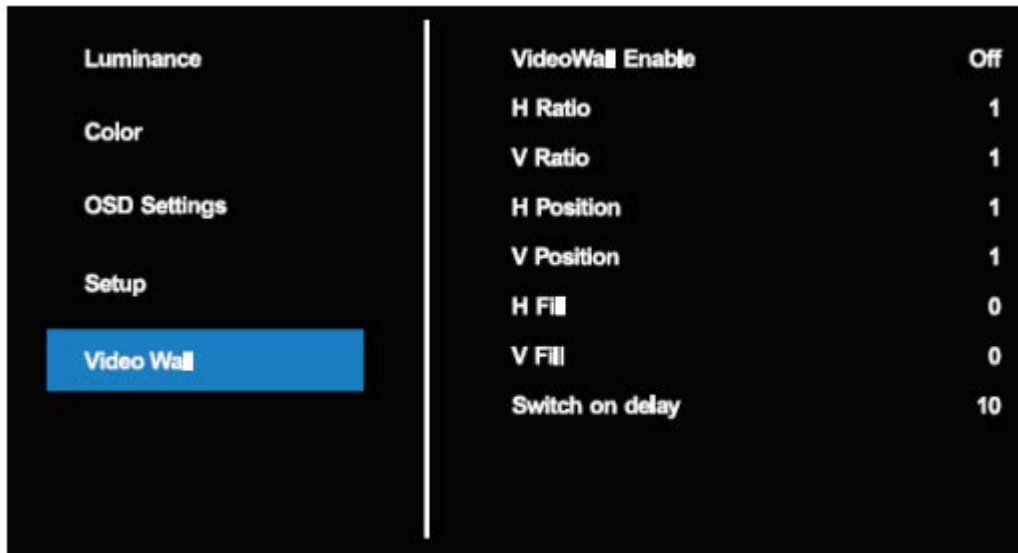 Luminance
Color
OSD Settings
Setup
Video Wall
VideoWall Enable Off
H Ratio 1
V Ratio 1
H Position 1
V Position 1
H Fill 0
V Fill 0
Switch on delay 10